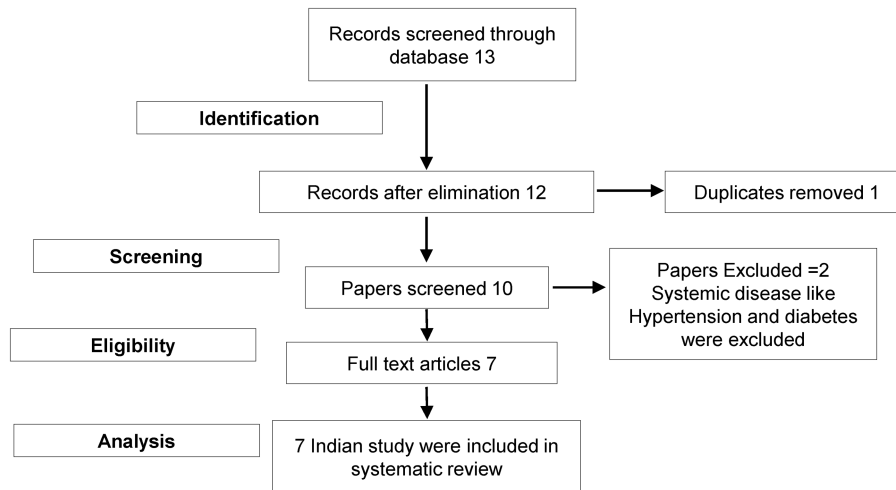 Records screened through
database 13
Identification
Records after elimination 12
Duplicates removed 1
Screening
Papers screened 10
Papers Excluded =2
Systemic disease like
Hypertension and diabetes
were excluded
Eligibility
Full text articles 7
Analysis
7 Indian study were included in
systematic review